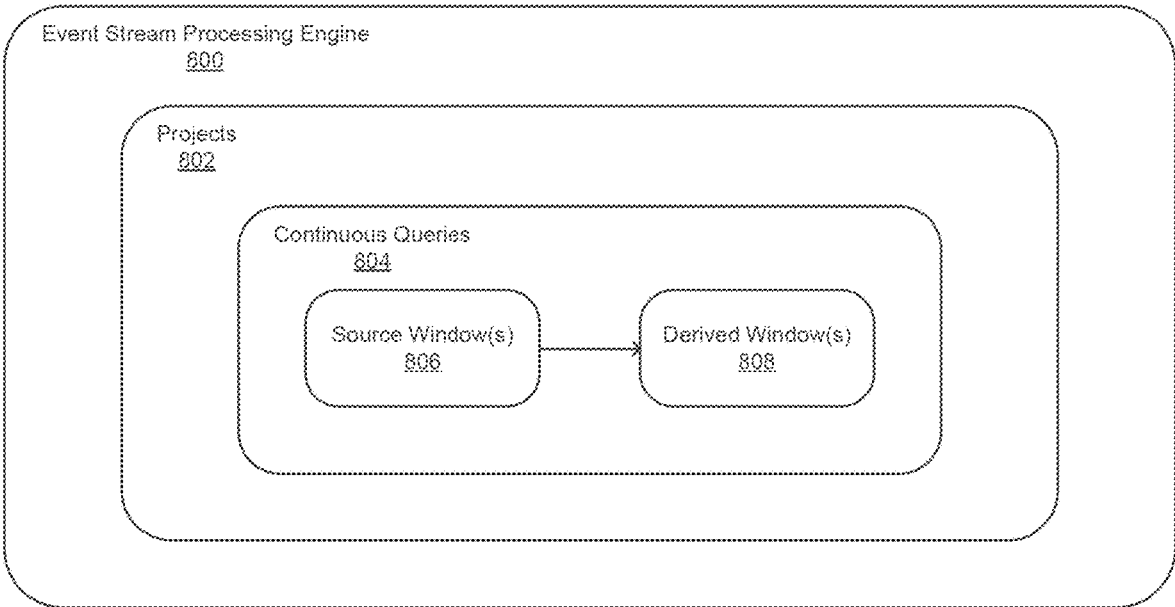 Event Stream Processing Engine
800
Projects
802
Continuous Queries
804
Source Window(s)
806
Derived Window(s)
808